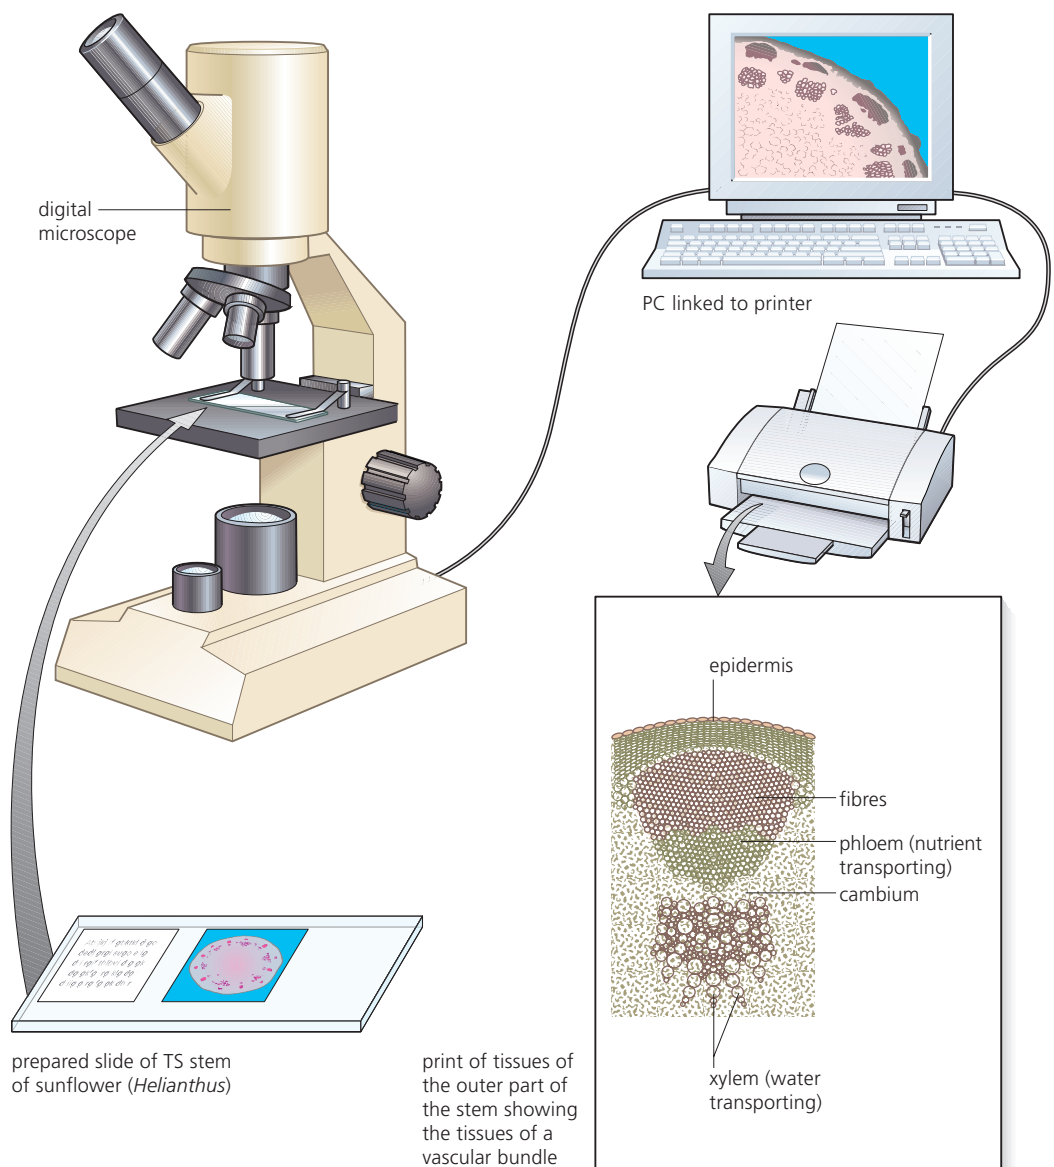 digital
microscope
PC linked to printer
epidermis
fibres
phloem (nutrient
transporting)
cambium
xylem (water
transporting)
prepared slide of TS stem
of sunflower (Helianthus)
print of tissues of
the outer part of
the stem showing
the tissues of a
vascular bundle